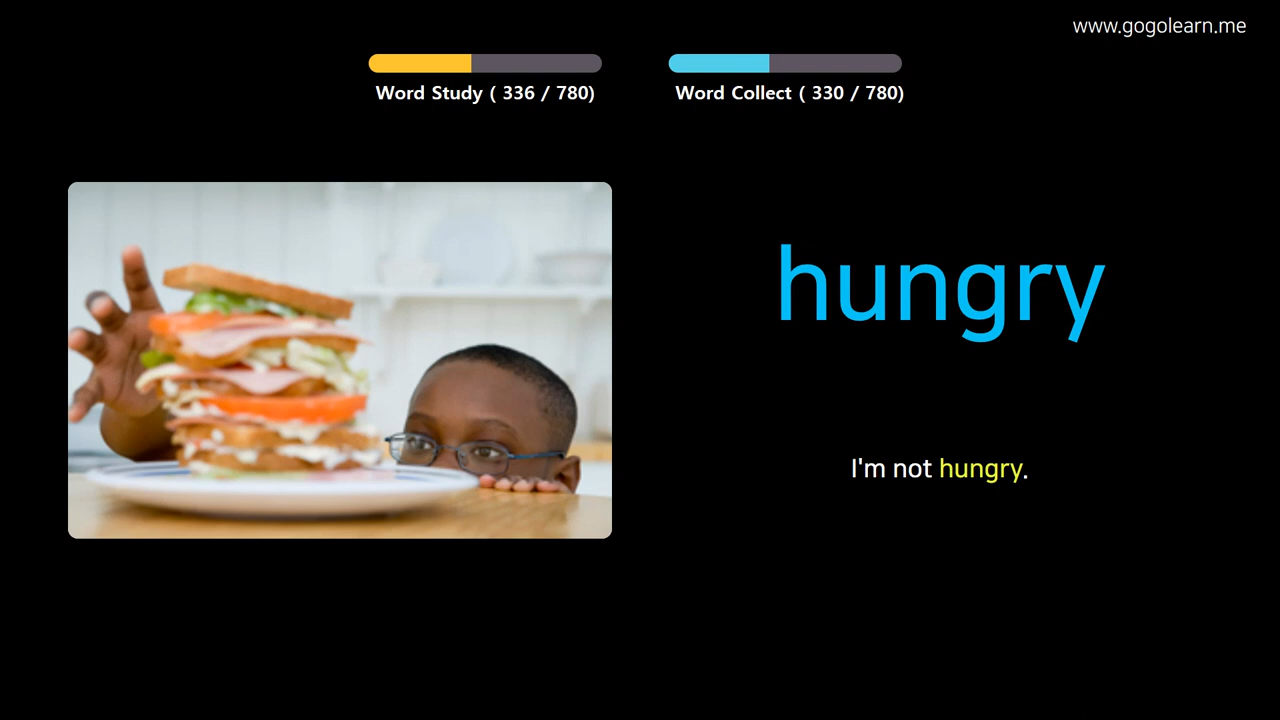 www.gogolearn.me
Word Study ( 336 / 780)
Word Collect ( 330 / 780)
hungry
I'm not hungry.